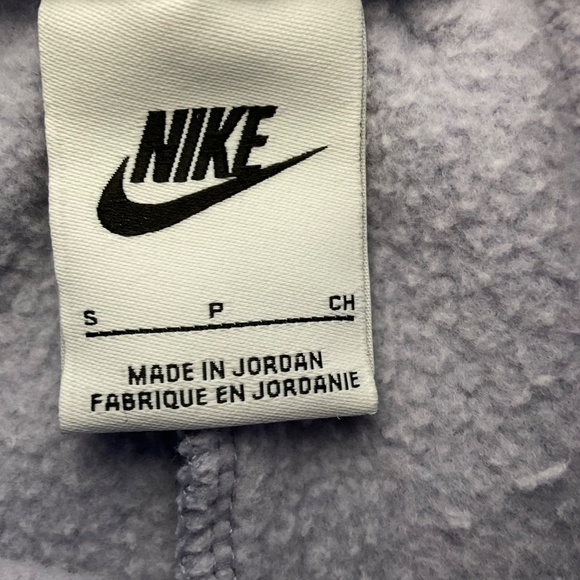 NIKE
S P CH
MADE IN JORDAN
FABRIQUE EN JORDANIE